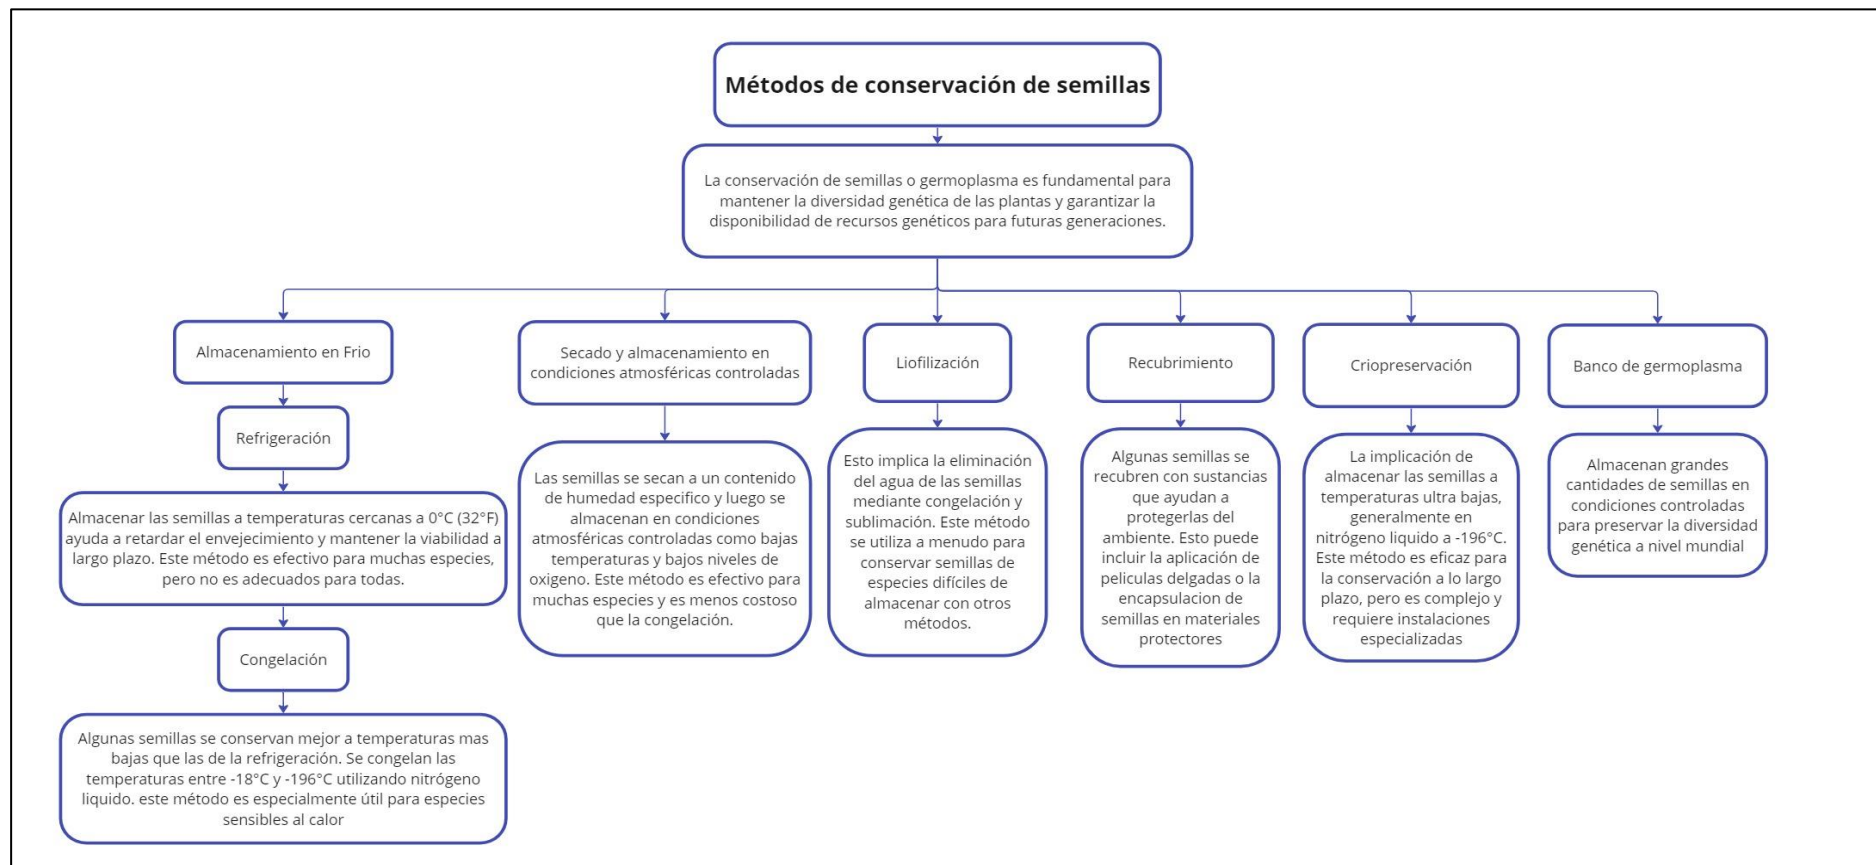 Métodos de conservación de semillas
La conservación de semillas o germoplasma es fundamental para
mantener la diversidad genética de las plantas y garantizar la
disponibilidad de recursos genéticos para futuras generaciones.
Almacenamiento en Frio
Refrigeración
Almacenar las semillas a temperaturas cercanas a 0°C (32°F)
ayuda a retardar el envejecimiento y mantener la viabilidad a
largo plazo. Este método es efectivo para muchas especies,
pero no es adecuados para todas.
Congelación
Algunas semillas se conservan mejor a temperaturas mas
bajas que las de la refrigeración. Se congelan las
temperaturas entre -18°C y -196°C utilizando nitrógeno
liquido. este método es especialmente útil para especies
sensibles al calor
Secado y almacenamiento en
condiciones atmosféricas controladas
Las semillas se secan a un contenido
de humedad especifico y luego se
almacenan en condiciones
atmosféricas controladas como bajas
temperaturas y bajos niveles de
oxigeno. Este método es efectivo para
muchas especies y es menos costoso
que la congelación.
Liofilización
Esto implica la eliminación
del agua de las semillas
mediante congelación y
sublimación. Este método
se utiliza a menudo para
conservar semillas de
especies difíciles de
almacenar con otros
métodos.
Recubrimiento
Algunas semillas se
recubren con sustancias
que ayudan a
protegerlas del
ambiente. Esto puede
incluir la aplicación de
peliculas delgadas o la
encapsulacion de
semillas en materiales
protectores
Criopreservación
La implicación de
almacenar las semillas a
temperaturas ultra bajas,
generalmente en
nitrógeno liquido a -196°C.
Este método es eficaz para
la conservación a lo largo
plazo, pero es complejo y
requiere instalaciones
especializadas
Banco de germoplasma
Almacenan grandes
cantidades de semillas en
condiciones controladas
para preservar la diversidad
genética a nivel mundial